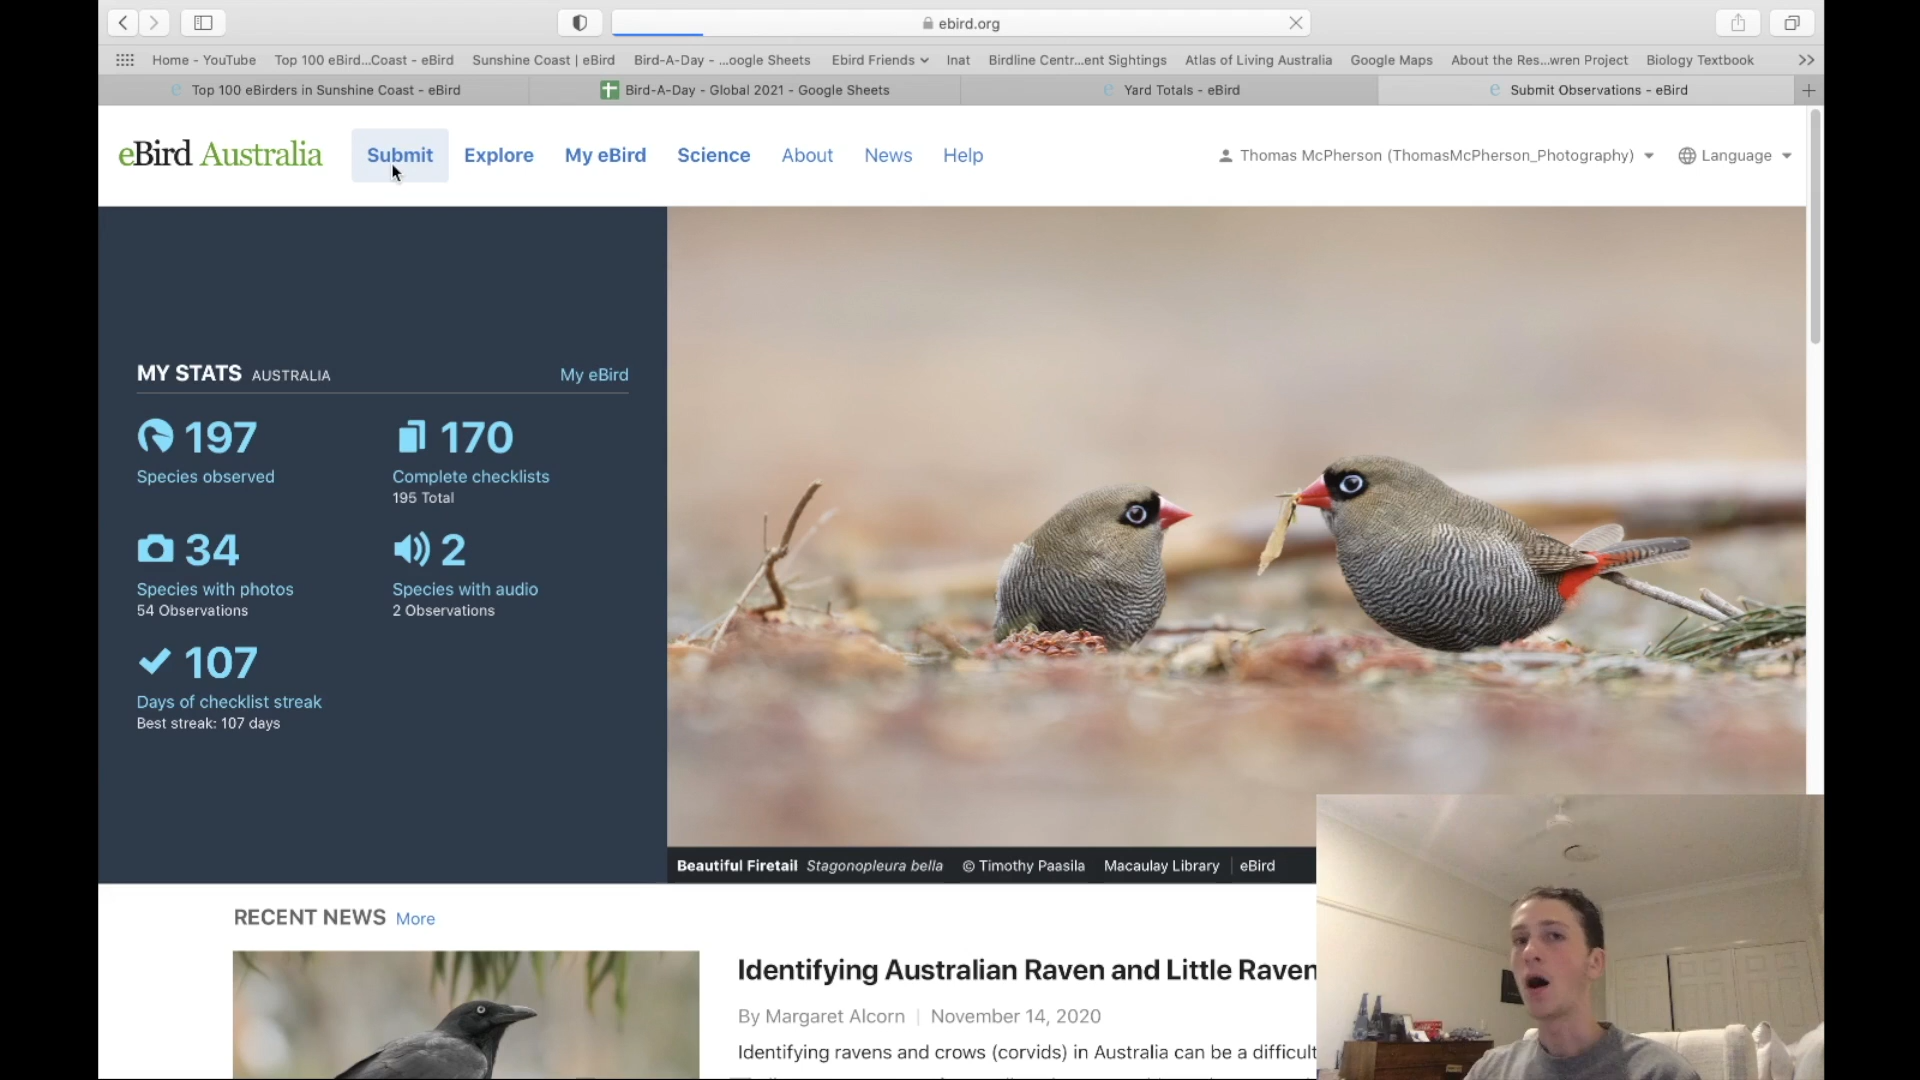 ebird.org
Home - YouTube Top 100 eBird...Coast - eBird Sunshine Coast | eBird Bird-A-Day - ...oogle Sheets Ebird Friends Inat Birdline Centr...ent Sightings Atlas of Living Australia Google Maps About the Res...wren Project Biology Textbook
Top 100 eBirders in Sunshine Coast - eBird Bird-A-Day - Global 2021 - Google Sheets Yard Totals - eBird Submit Observations - eBird
eBird Australia Submit Explore My eBird Science About News Help Thomas McPherson (ThomasMcPherson_Photography) Language
MY STATS AUSTRALIA My eBird
197 170
Species observed Complete checklists
195 Total
34 2
Species with photos Species with audio
54 Observations 2 Observations
107
Days of checklist streak
Best streak: 107 days
Beautiful Firetail Stagonopleura bella © Timothy Paasila Macaulay Library eBird
RECENT NEWS More
Identifying Australian Raven and Little Raven
By Margaret Alcorn | November 14, 2020
Identifying ravens and crows (corvids) in Australia can be a difficult